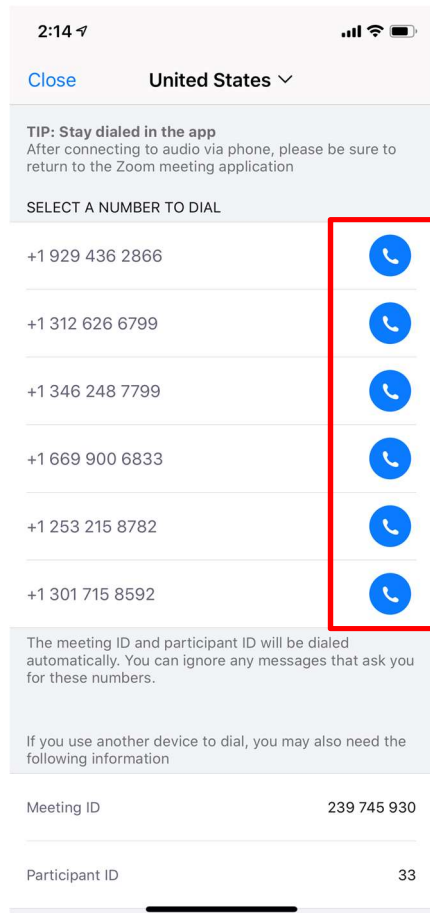 2:14
Close United States
TIP: Stay dialed in the app
After connecting to audio via phone, please be sure to
return to the Zoom meeting application
SELECT A NUMBER TO DIAL
+1 929 436 2866
+1 312 626 6799
+1 346 248 7799
+1 669 900 6833
+1 253 215 8782
+1 301 715 8592
The meeting ID and participant ID will be dialed
automatically. You can ignore any messages that ask you
for these numbers.
If you use another device to dial, you may also need the
following information
Meeting ID 239 745 930
Participant ID 33